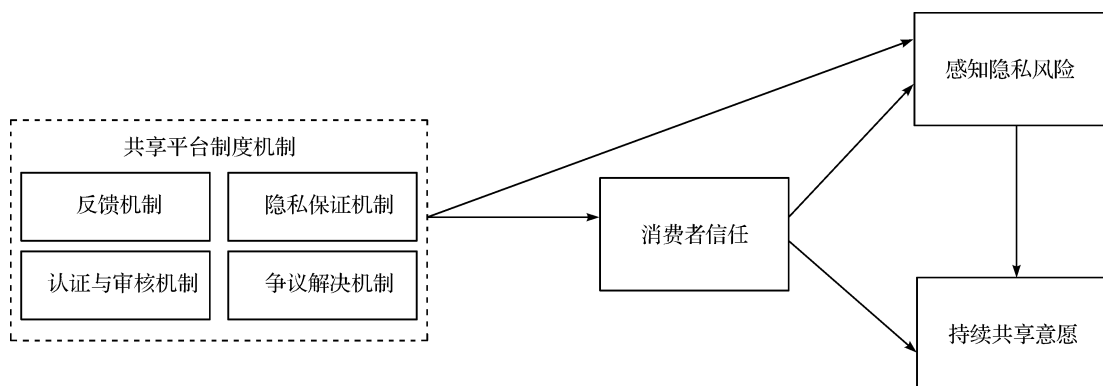 感知隐私风险
共享平台制度机制
反馈机制
隐私保证机制
消费者信任
认证与审核机制
争议解决机制
持续共享意愿